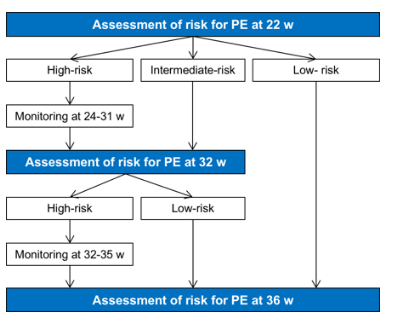 Assessment of risk for PE at 22 w
High-risk
Intermediate-risk
Low- risk
Monitoring at 24-31 w
Assessment of risk for PE at 32 w
High-risk
Low-risk
Monitoring at 32-35 w
Assessment of risk for PE at 36 w